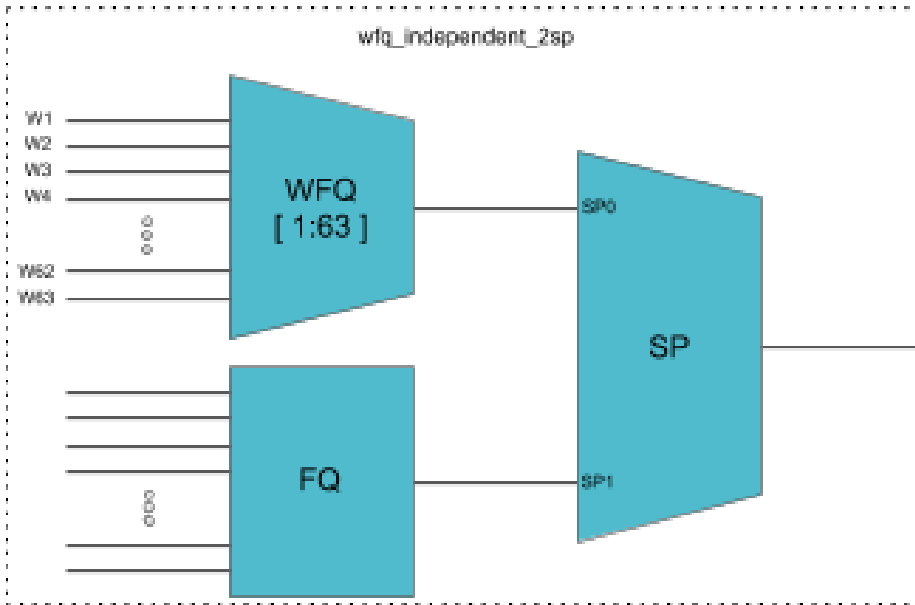 wfq_independent_2sp
W1
W2
W3
W4
W62
W63
WFQ
[ 1:63 ]
SP0
SP
FQ
SP1